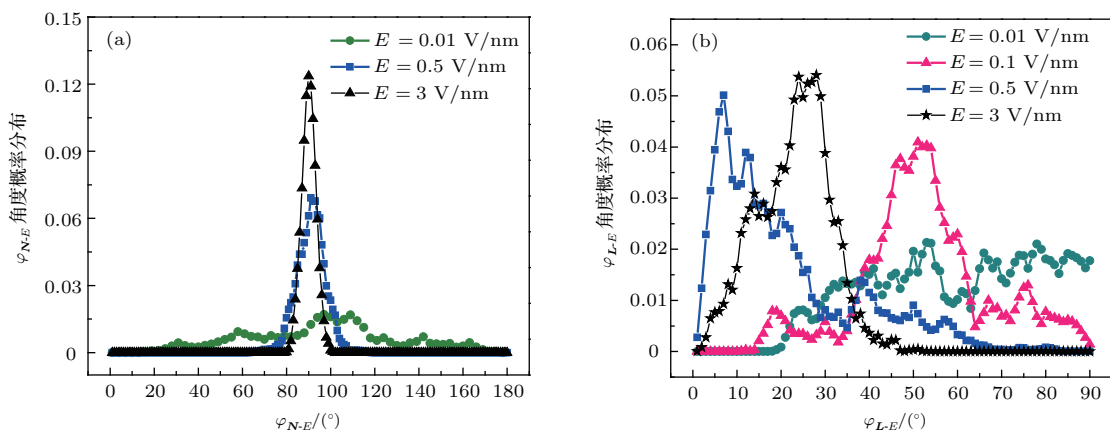 (a)
E = 0.01 V/nm
E = 0.5 V/nm
E = 3 V/nm
0.15
0.12
0.09
0.06
0.03
0
φN-E 角度概率分布
0 20 40 60 80 100 120 140 160 180
φN-E/(°)
(b)
E = 0.01 V/nm
E = 0.1 V/nm
E = 0.5 V/nm
E = 3 V/nm
0.06
0.05
0.04
0.03
0.02
0.01
0
φL-E 角度概率分布
0 10 20 30 40 50 60 70 80 90
φL-E/(°)